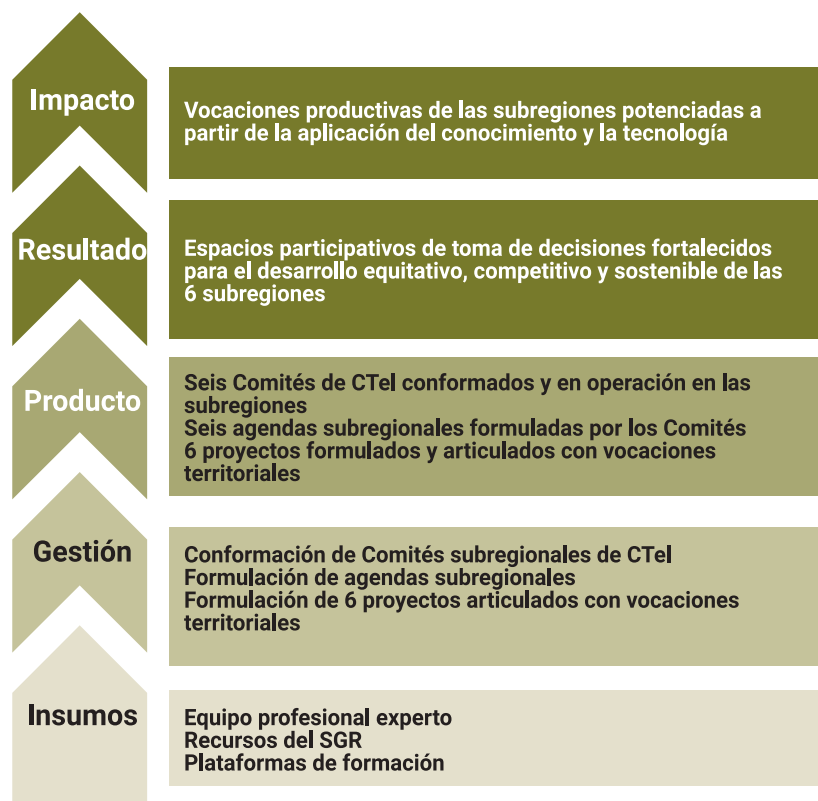 Impacto
Vocaciones productivas de las subregiones potenciadas a
partir de la aplicación del conocimiento y la tecnología
Resultado
Espacios participativos de toma de decisiones fortalecidos
para el desarrollo equitativo, competitivo y sostenible de las
6 subregiones
Producto
Seis Comités de CTeI conformados y en operación en las
subregiones
Seis agendas subregionales formuladas por los Comités
6 proyectos formulados y articulados con vocaciones
territoriales
Gestión
Conformación de Comités subregionales de CTeI
Formulación de agendas subregionales
Formulación de 6 proyectos articulados con vocaciones
territoriales
Insumos
Equipo profesional experto
Recursos del SGR
Plataformas de formación